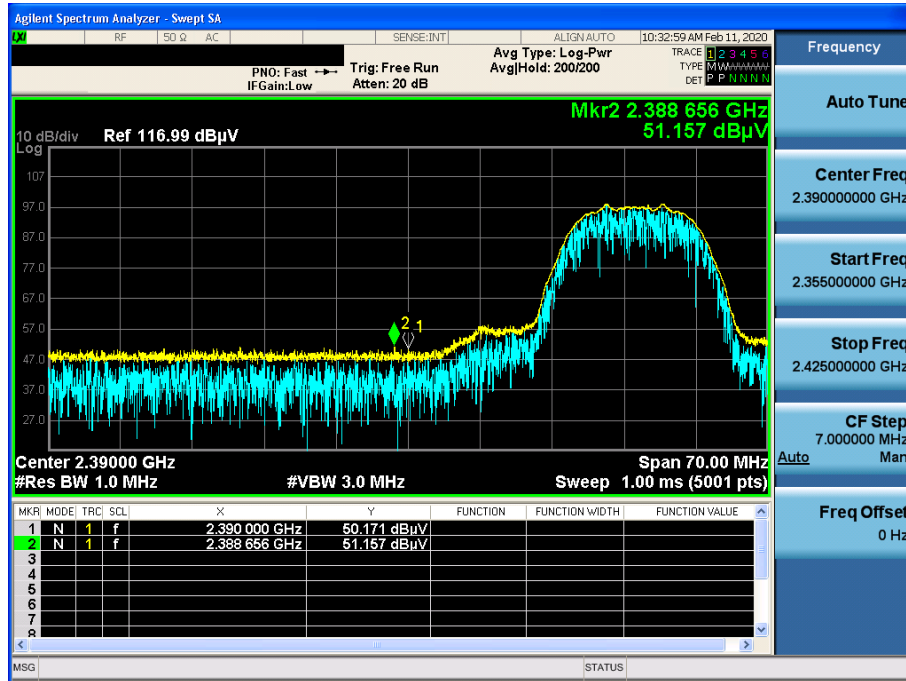 Agilent Spectrum Analyzer - Swept SA
LXI RF 50 Ω AC SENSE:INT ALIGN AUTO 10:32:59 AM Feb 11, 2020
Avg Type: Log-Pwr TRACE 1 2 3 4 5 6
PNO: Fast Trig: Free Run Avg|Hold: 200/200 TYPE MWWWWW
IFGain:Low Atten: 20 dB DET P P N N N N
Mkr2 2.388 656 GHz
51.157 dBµV
10 dB/div Ref 116.99 dBµV
Log
107
97.0
87.0
77.0
67.0
57.0
47.0
37.0
27.0
2 1
Center 2.39000 GHz Span 70.00 MHz
#Res BW 1.0 MHz #VBW 3.0 MHz Sweep 1.00 ms (5001 pts)
MKR MODE TRC SCL X Y FUNCTION FUNCTION WIDTH FUNCTION VALUE
1 N 1 f 2.390 000 GHz 50.171 dBµV
2 N 1 f 2.388 656 GHz 51.157 dBµV
3
4
5
6
7
8
MSG STATUS
Frequency
Auto Tune
Center Freq
2.390000000 GHz
Start Freq
2.355000000 GHz
Stop Freq
2.425000000 GHz
CF Step
7.000000 MHz
Auto Man
Freq Offset
0 Hz